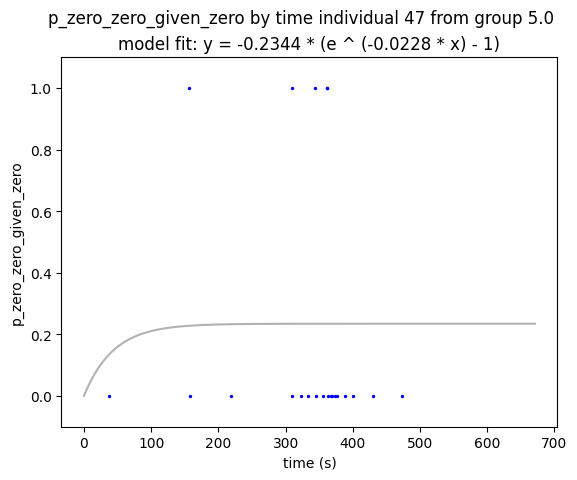 p_zero_zero_given_zero by time individual 47 from group 5.0
model fit: y = -0.2344 * (e ^ (-0.0228 * x) - 1)
1.0
0.8
0.6
0.4
0.2
0.0
p_zero_zero_given_zero
0 100 200 300 400 500 600 700
time (s)